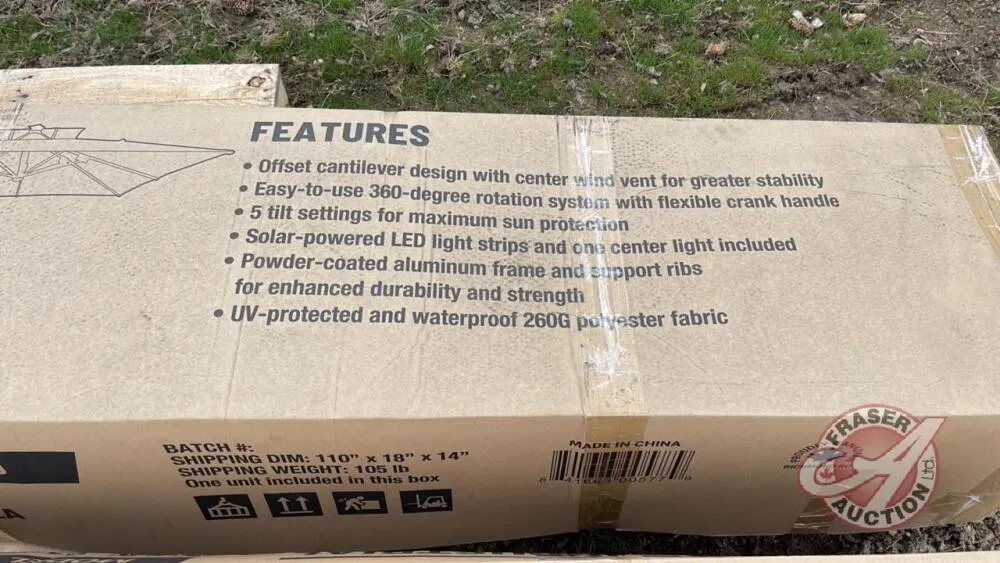 FEATURES
• Offset cantilever design with center wind vent for greater stability
• Easy-to-use 360-degree rotation system with flexible crank handle
• 5 tilt settings for maximum sun protection
• Solar-powered LED light strips and one center light included
• Powder-coated aluminum frame and support ribs
for enhanced durability and strength
• UV-protected and waterproof 260G polyester fabric
BATCH #:
SHIPPING DIM: 110" x 18" x 14"
SHIPPING WEIGHT: 105 lb
One unit included in this box
MADE IN CHINA
8 41663 00577 9
FRASER
AUCTION Ltd.